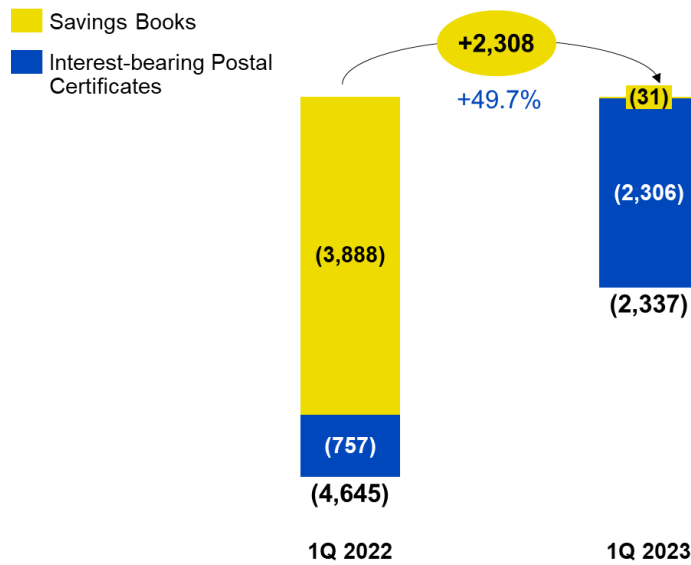 Savings Books
Interest-bearing Postal
Certificates
+2,308
+49.7%
(31)
(2,306)
(3,888)
(2,337)
(757)
(4,645)
1Q 2022
1Q 2023